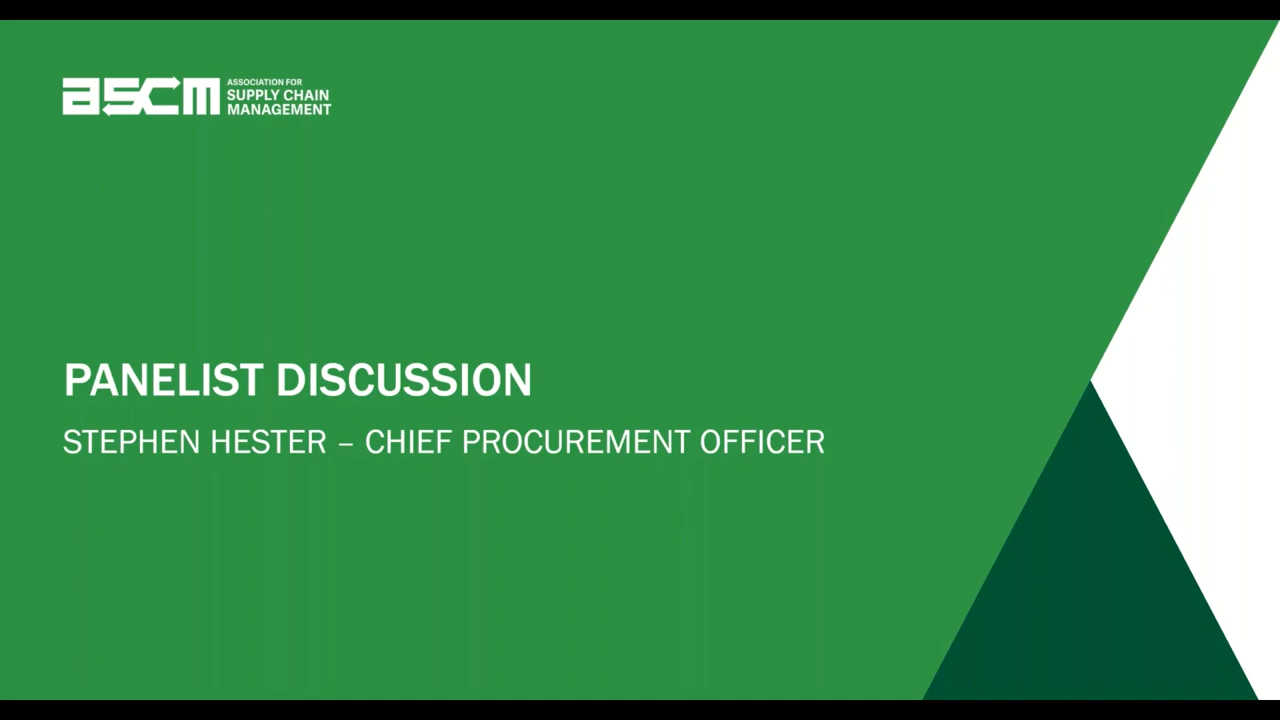 ascm
ASSOCIATION FOR
SUPPLY CHAIN
MANAGEMENT
PANELIST DISCUSSION
STEPHEN HESTER – CHIEF PROCUREMENT OFFICER